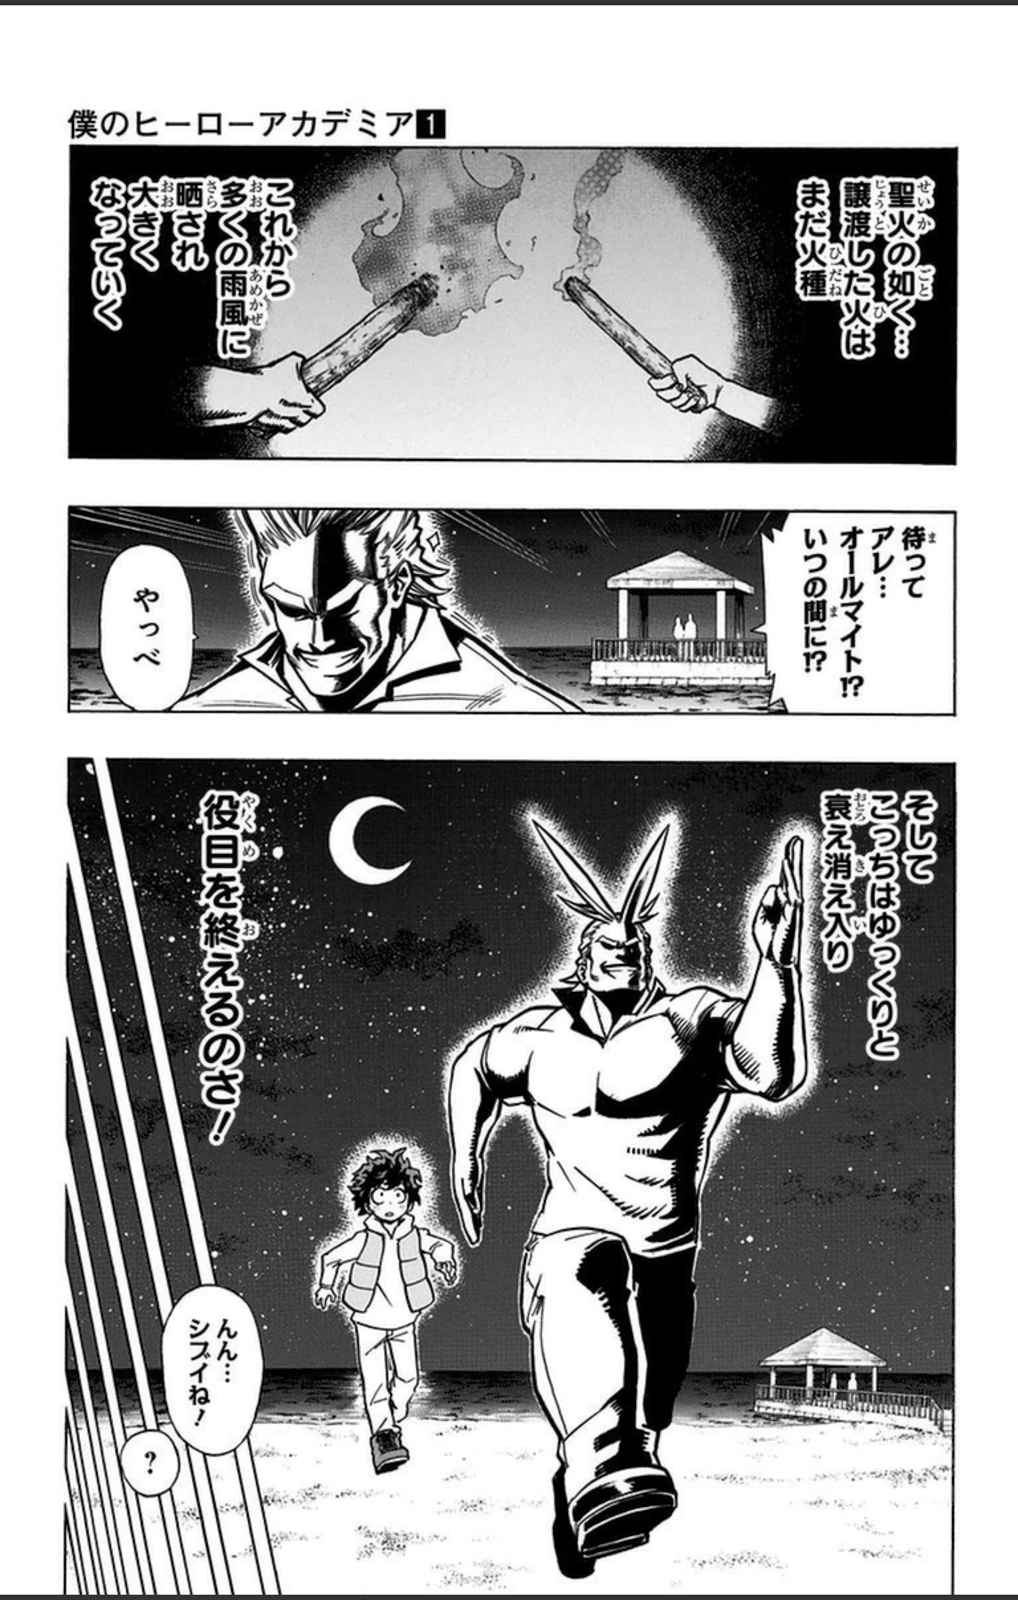 僕のヒーローアカデミア1
聖火の如く…
譲渡した火は
まだ火種
これから
多くの雨風に
晒され
大きく
なっていく
待って
アレ…
オールマイト!?
いつの間に!?
やっべ
そして
こっちはゆっくりと
衰え消え入り
役目を終えるのさ!
んん…
シブイね!
?